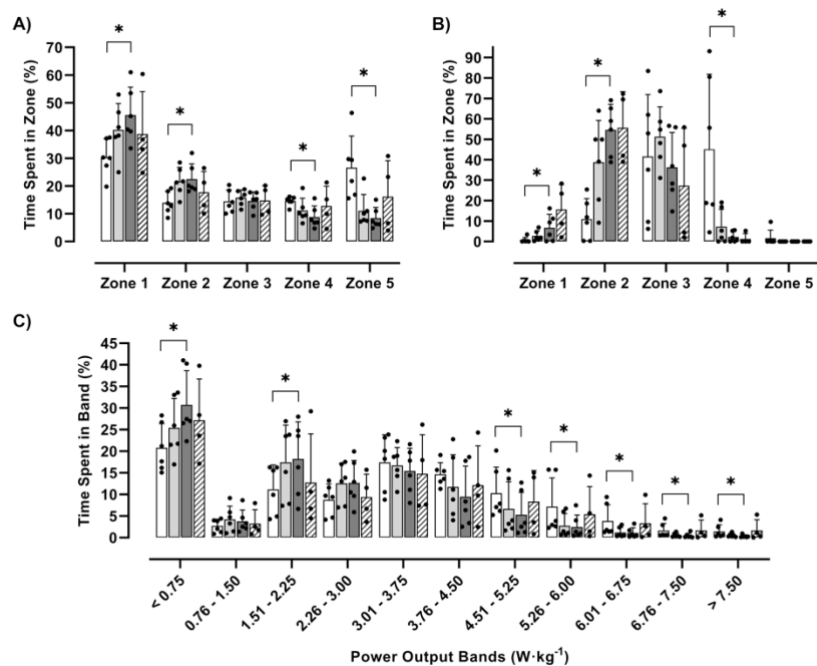 A)
B)
*
*
*
*
Time Spent in Zone (%)
70
60
50
40
30
20
10
0
Zone 1 Zone 2 Zone 3 Zone 4 Zone 5
*
*
*
Time Spent in Zone (%)
90
80
70
60
50
40
30
20
10
0
Zone 1 Zone 2 Zone 3 Zone 4 Zone 5
C)
*
*
*
*
*
*
*
Time Spent in Band (%)
45
40
35
30
25
20
15
10
5
0
< 0.75
0.76 - 1.50
1.51 - 2.25
2.26 - 3.00
3.01 - 3.75
3.76 - 4.50
4.51 - 5.25
5.26 - 6.00
6.01 - 6.75
6.76 - 7.50
> 7.50
Power Output Bands (W·kg⁻¹)